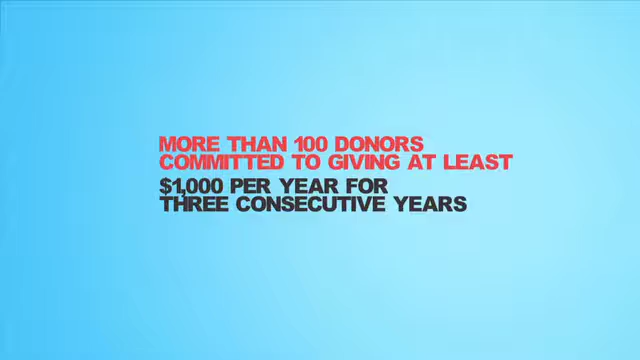 MORE THAN 100 DONORS
COMMITTED TO GIVING AT LEAST
$1,000 PER YEAR FOR
THREE CONSECUTIVE YEARS